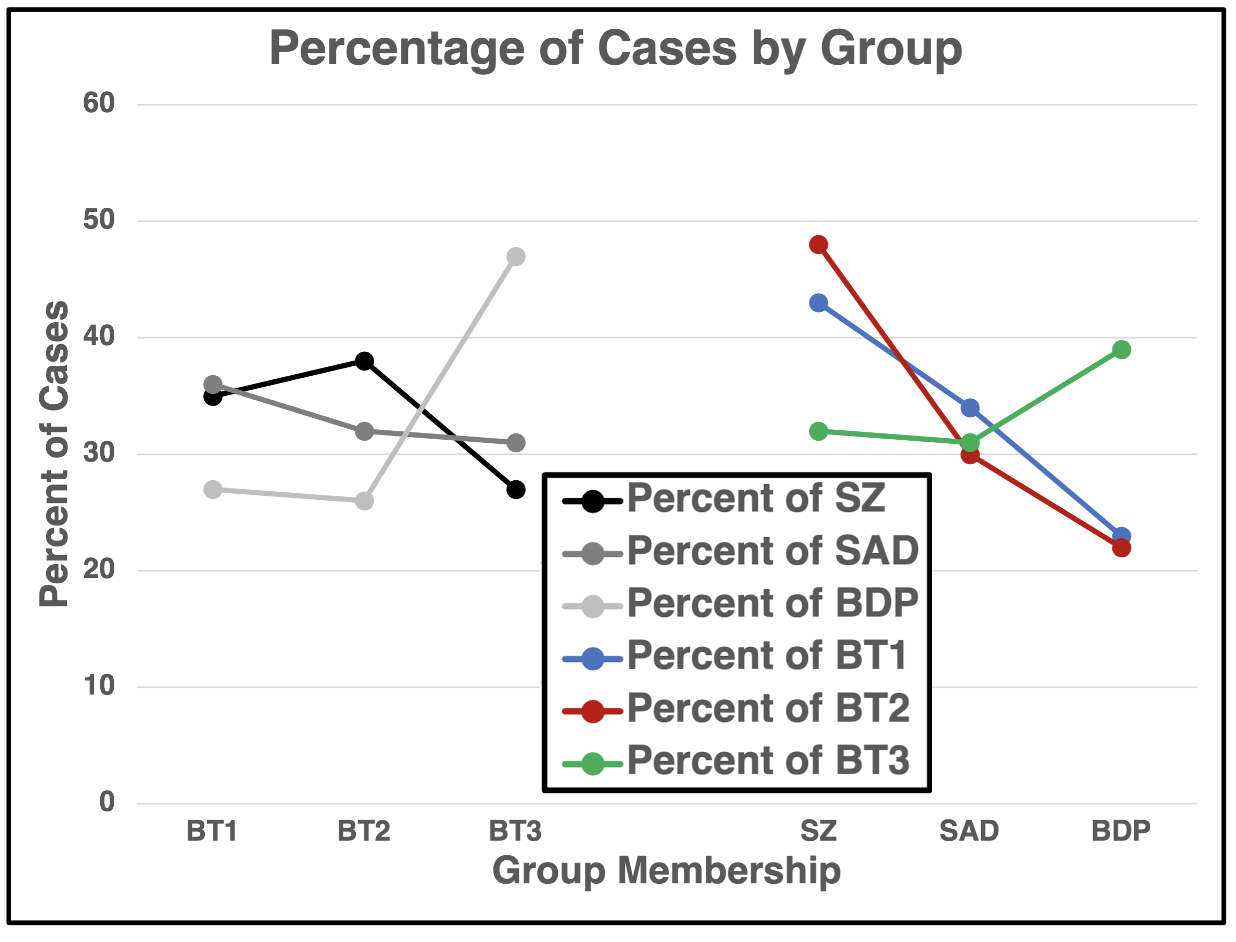 Percentage of Cases by Group
60
50
40
30
20
10
0
Percent of Cases
Percent of SZ
Percent of SAD
Percent of BDP
Percent of BT1
Percent of BT2
Percent of BT3
BT1 BT2 BT3 SZ SAD BDP
Group Membership